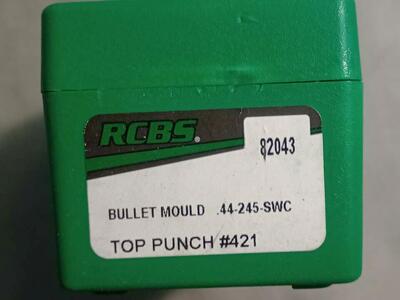 RCBS®
82043
BULLET MOULD .44-245-SWC
TOP PUNCH #421